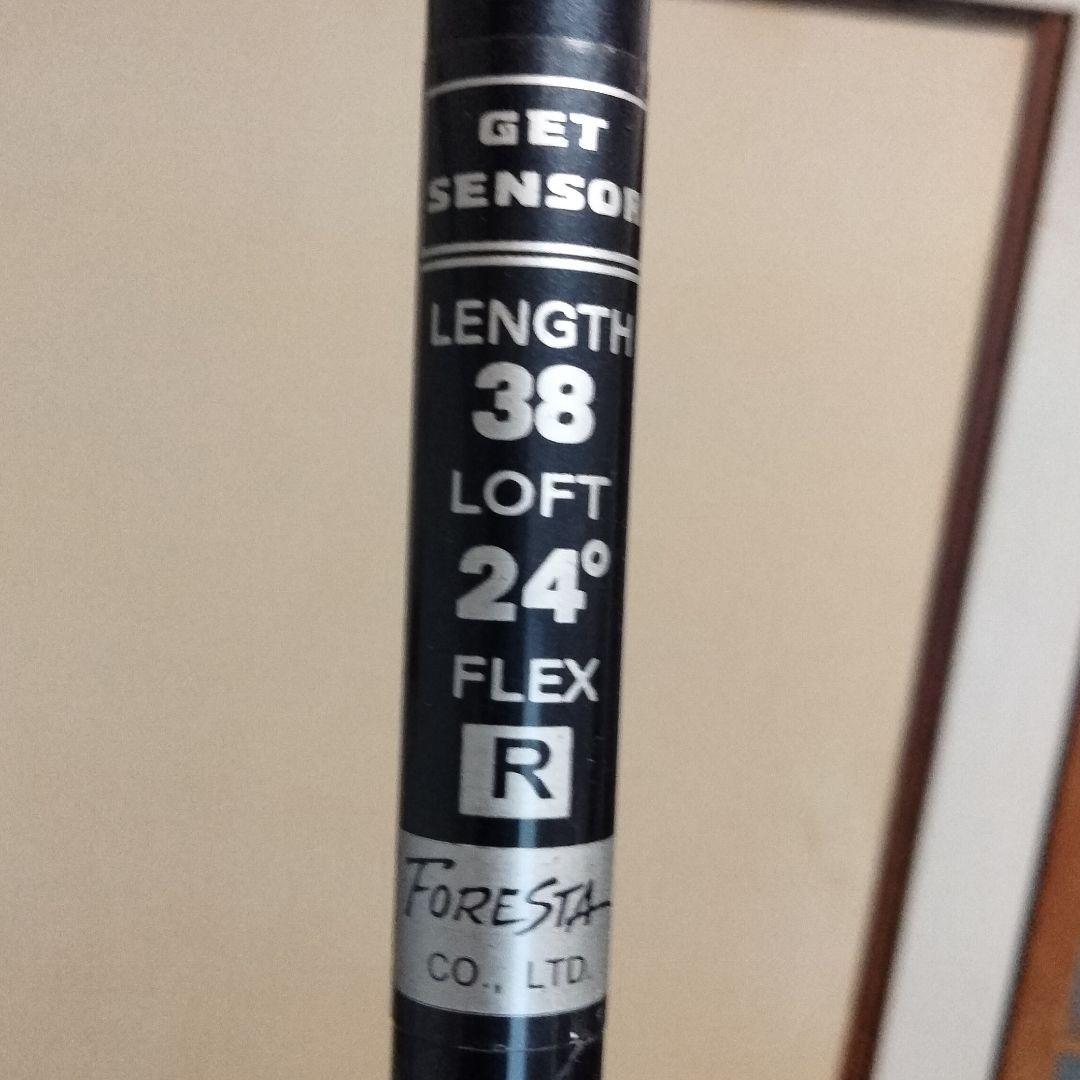 GET
SENSOR
LENGTH
38
LOFT
24°
FLEX
R
FORESTA
CO., LTD.